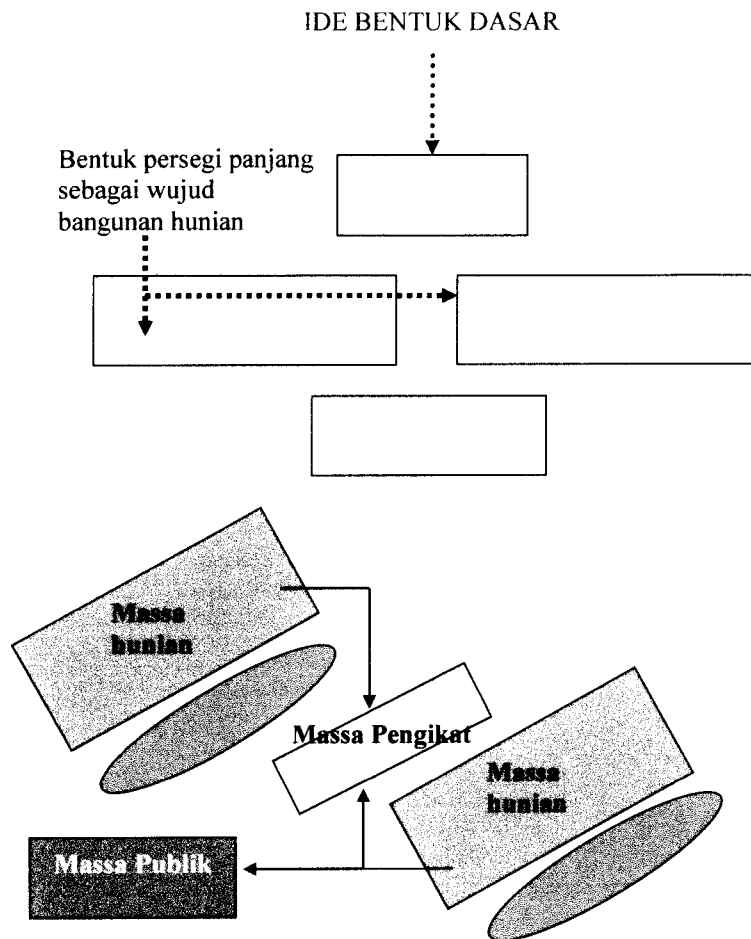 IDE BENTUK DASAR
Bentuk persegi panjang
sebagai wujud
bangunan hunian
Massa
hunian
Massa Pengikat
Massa
hunian
Massa Publik